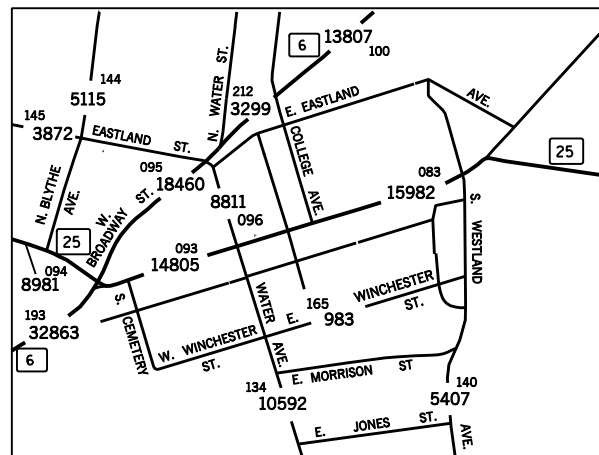 6
13807
100
144
5115
N. WATER ST.
212
3299
E. EASTLAND
AVE.
145
3872
EASTLAND ST.
COLLEGE AVE.
25
095
18460
083
15982
N. BLYTHE AVE.
W. BROADWAY ST.
8811
096
S. WESTLAND AVE.
25
094
8981
093
14805
193
32863
6
S. CEMETERY
WATER AVE.
165
983
E. WINCHESTER ST.
W. WINCHESTER ST.
134
10592
E. MORRISON ST
140
5407
E. JONES ST.